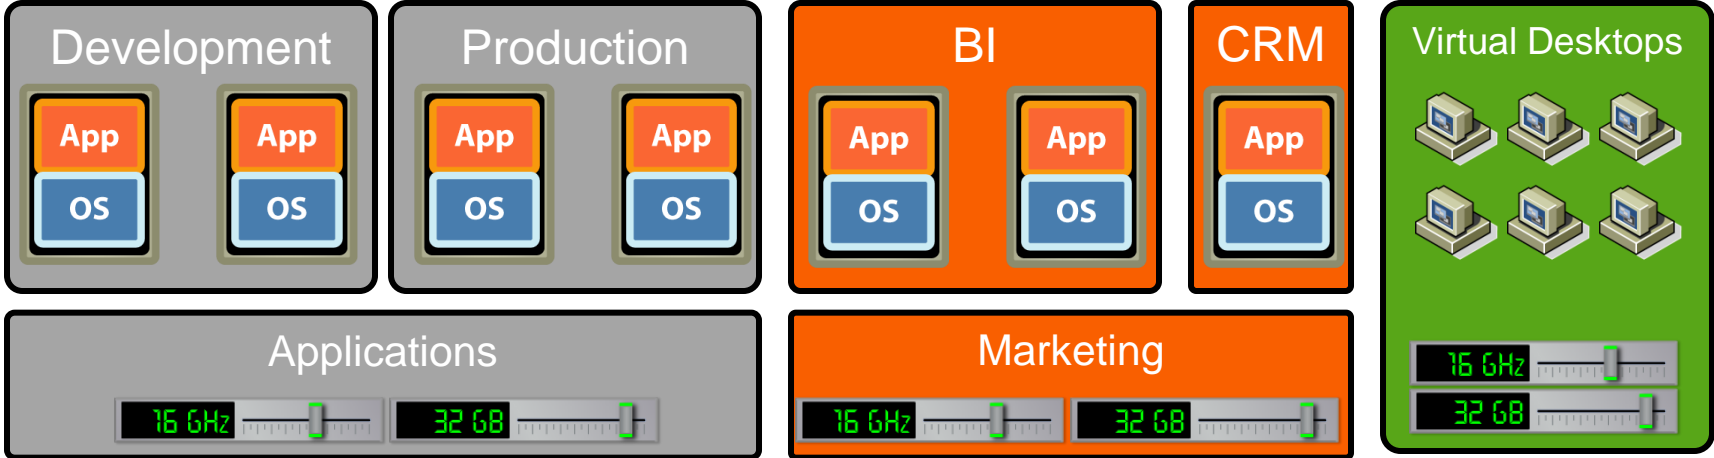 Development
App
OS
App
OS
Production
App
OS
App
OS
BI
App
OS
App
OS
CRM
App
OS
Virtual Desktops
Applications
16 GHz
32 GB
Marketing
16 GHz
32 GB
16 GHz
32 GB